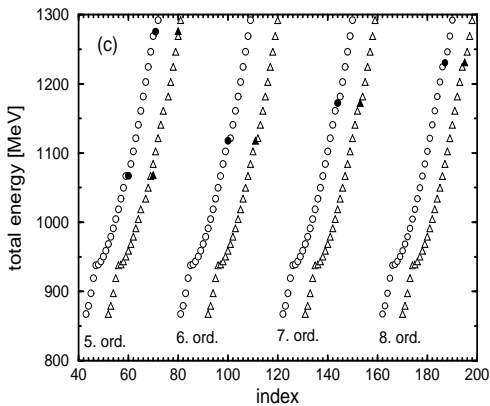 (c)
total energy [MeV]
1300
1200
1100
1000
900
800
5. ord.
6. ord.
7. ord.
8. ord.
40 60 80 100 120 140 160 180 200
index